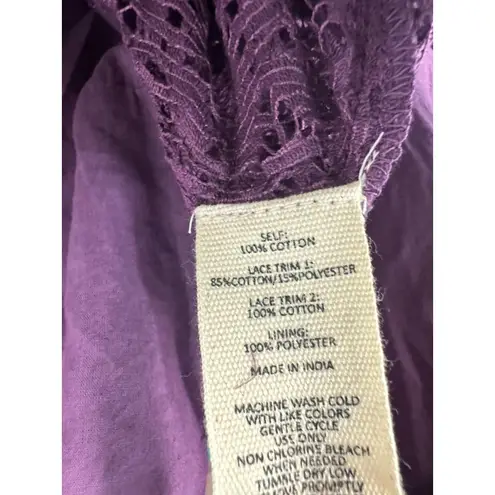 SELF:
100% COTTON
LACE TRIM 1:
85%COTTON/15%POLYESTER
LACE TRIM 2:
100% COTTON
LINING:
100% POLYESTER
MADE IN INDIA
MACHINE WASH COLD
WITH LIKE COLORS
GENTLE CYCLE
USE ONLY
NON CHLORINE BLEACH
WHEN NEEDED
TUMBLE DRY LOW
PROMPTLY